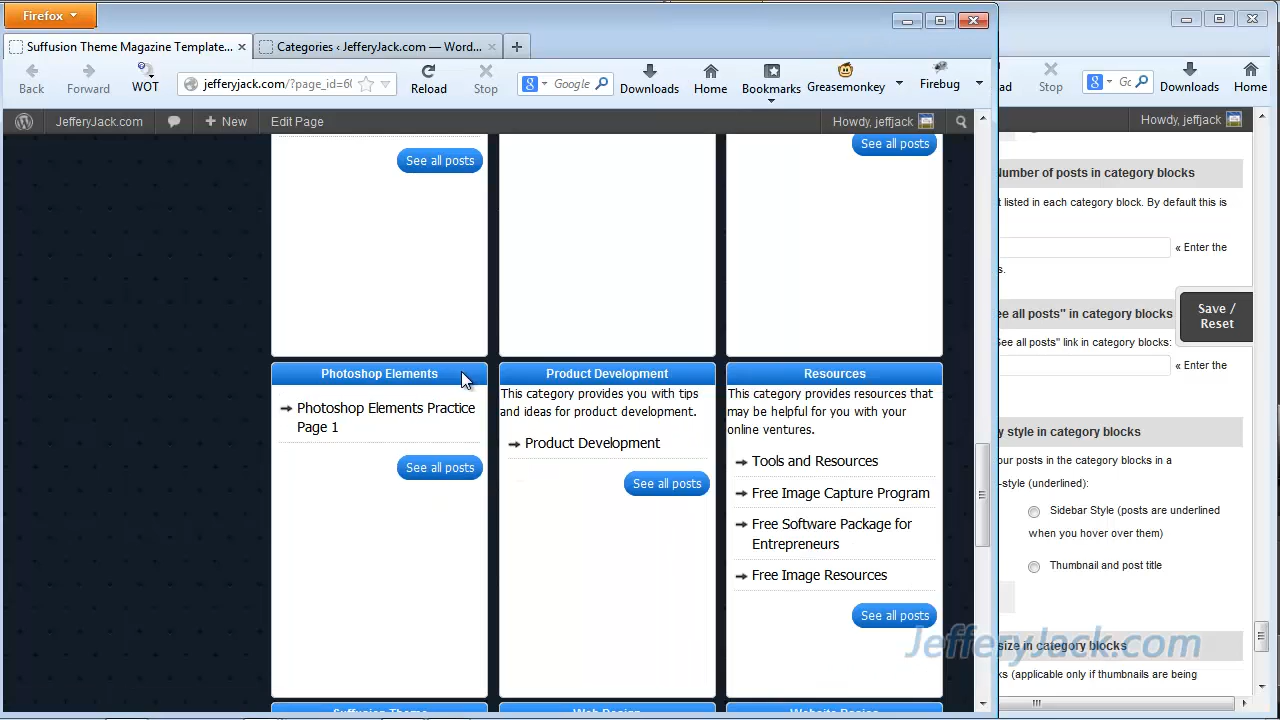 Firefox
Suffusion Theme Magazine Template...
Categories ‹ JefferyJack.com — Word...
Back
Forward
WOT
jefferyjack.com/?page_id=6
Reload
Stop
Google
Downloads
Home
Bookmarks
Greasemonkey
Firebug
Stop
Downloads
Home
JefferyJack.com
New
Edit Page
Howdy, jeffjack
Howdy, jeffjack
See all posts
See all posts
Number of posts in category blocks
t listed in each category block. By default this is
« Enter the
s.
ee all posts" in category blocks
Save /
Reset
See all posts" link in category blocks:
« Enter the
Photoshop Elements
Photoshop Elements Practice
Page 1
See all posts
Product Development
This category provides you with tips
and ideas for product development.
Product Development
See all posts
Resources
This category provides resources that
may be helpful for you with your
online ventures.
Tools and Resources
Free Image Capture Program
Free Software Package for
Entrepreneurs
Free Image Resources
See all posts
y style in category blocks
our posts in the category blocks in a
-style (underlined):
Sidebar Style (posts are underlined
when you hover over them)
Thumbnail and post title
JefferyJack.com
size in category blocks
ks (applicable only if thumbnails are being
Suffusion Theme
Web Design
Website Basics